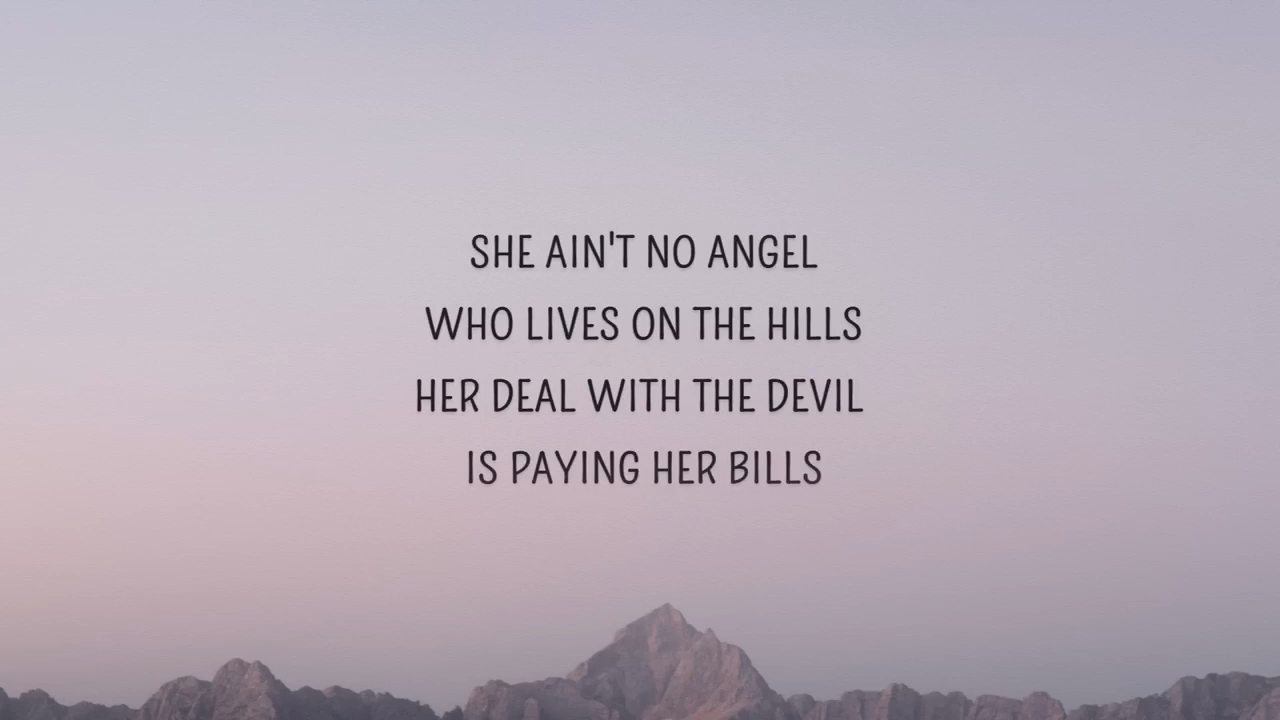 SHE AIN'T NO ANGEL
WHO LIVES ON THE HILLS
HER DEAL WITH THE DEVIL
IS PAYING HER BILLS